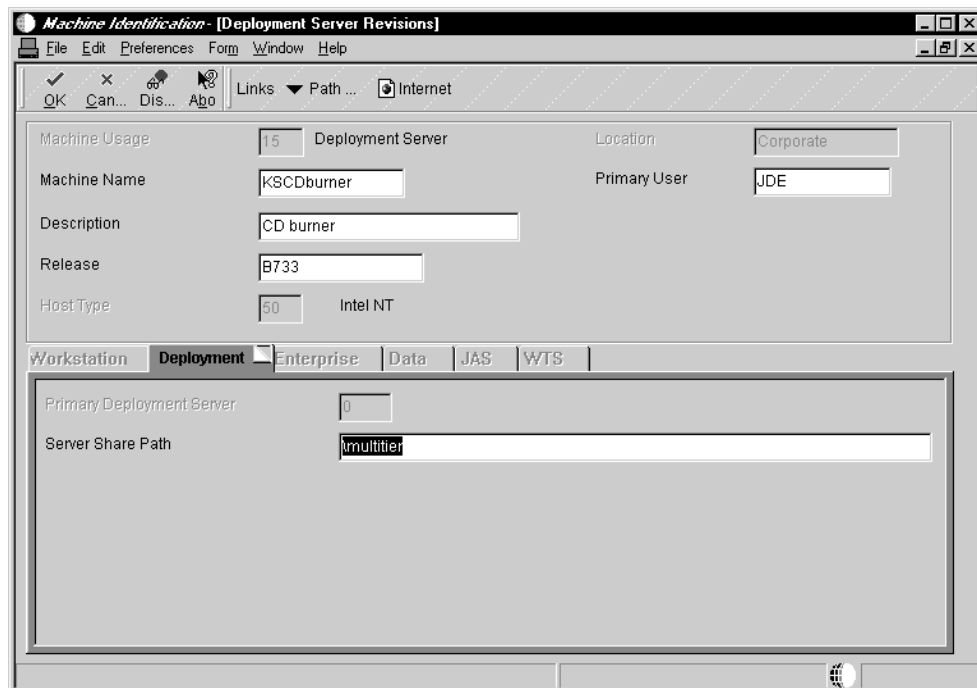 Machine Identification - [Deployment Server Revisions]
File Edit Preferences Form Window Help
OK Can... Dis... Abo Links Path ... Internet
Machine Usage 15 Deployment Server Location Corporate
Machine Name KSCDburner Primary User JDE
Description CD burner
Release B733
Host Type 50 Intel NT
Workstation Deployment Enterprise Data JAS WTS
Primary Deployment Server 0
Server Share Path \multitier